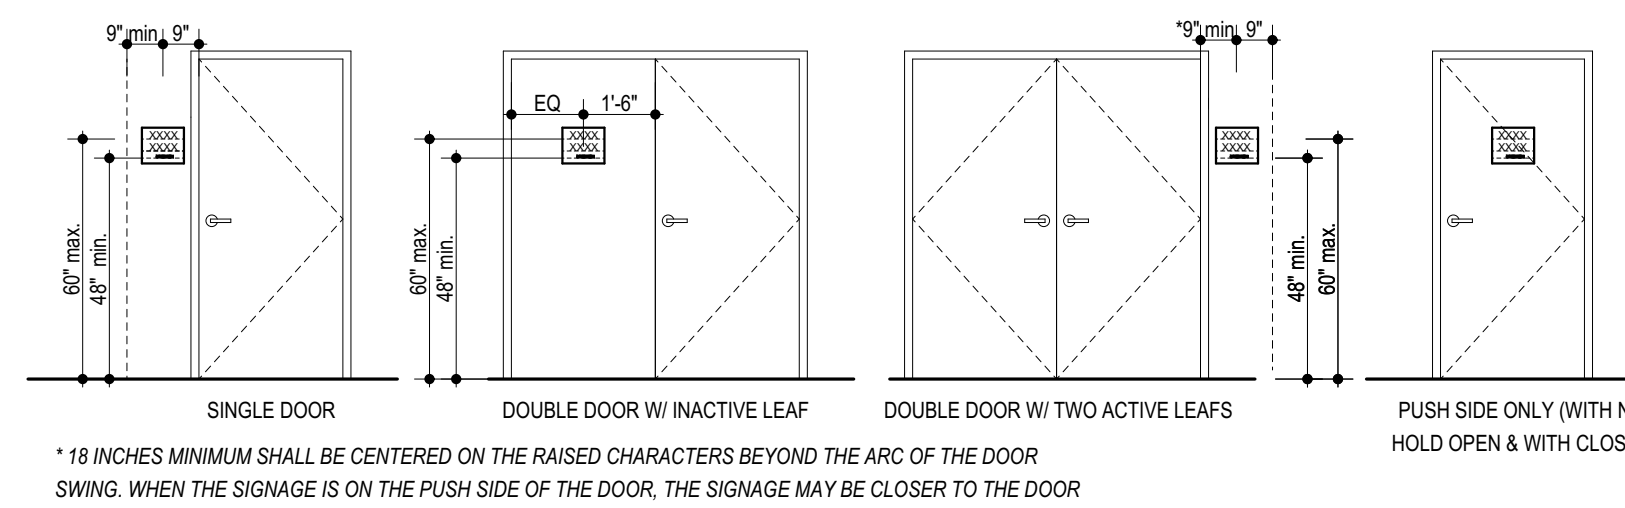 9" min 9"
*9" min 9"
EQ 1'-6"
XXXX
XXXX
XXXX
XXXX
XXXX
XXXX
XXXX
XXXX
60" max.
48" min.
60" max.
48" min.
48" min.
60" max.
SINGLE DOOR
DOUBLE DOOR W/ INACTIVE LEAF
DOUBLE DOOR W/ TWO ACTIVE LEAFS
PUSH SIDE ONLY (WITH N
HOLD OPEN & WITH CLOS
* 18 INCHES MINIMUM SHALL BE CENTERED ON THE RAISED CHARACTERS BEYOND THE ARC OF THE DOOR
SWING. WHEN THE SIGNAGE IS ON THE PUSH SIDE OF THE DOOR, THE SIGNAGE MAY BE CLOSER TO THE DOOR